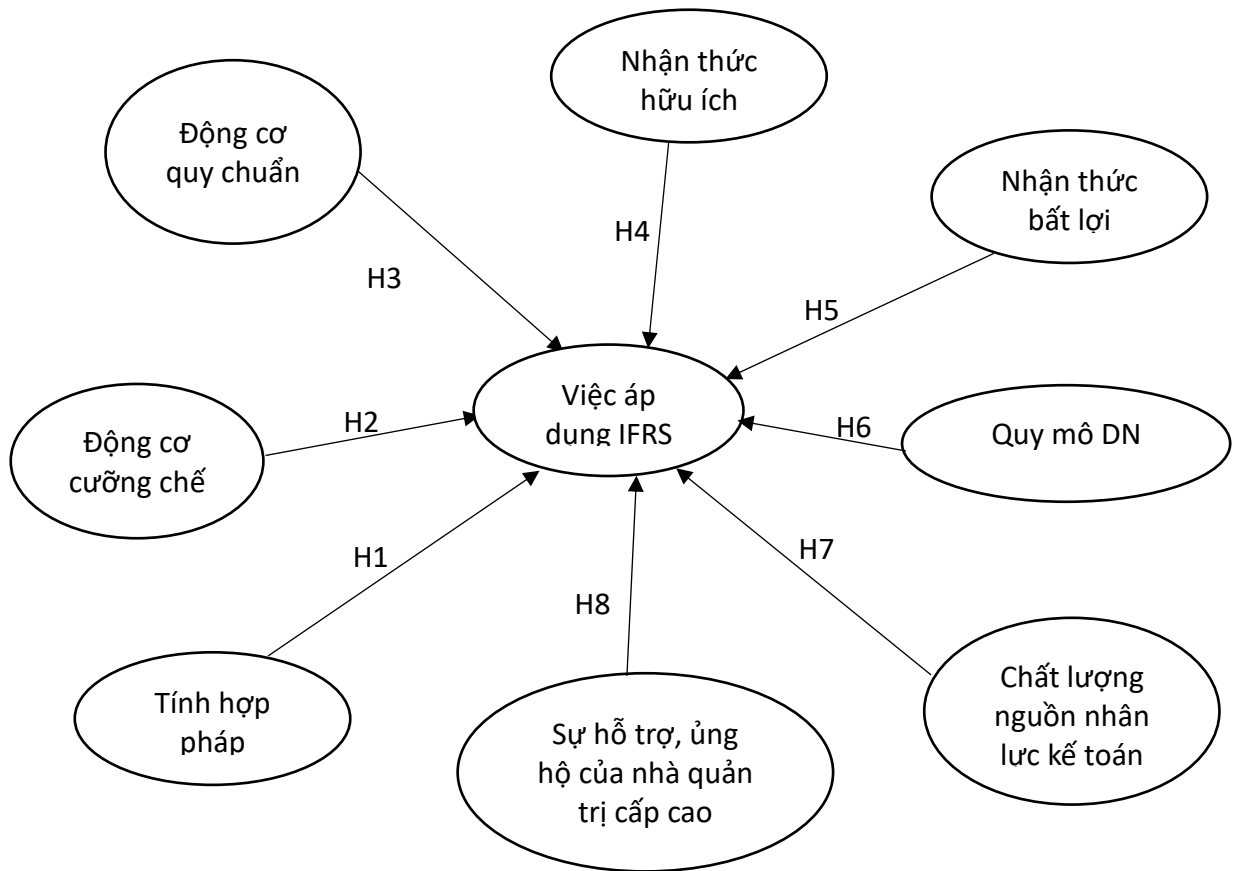 Nhận thức
hữu ích
Động cơ
quy chuẩn
Nhận thức
bất lợi
H4
H3
H5
Việc áp
dụng IFRS
H2
H6
Động cơ
cưỡng chế
Quy mô DN
H1
H7
H8
Tính hợp
pháp
Sự hỗ trợ, ủng
hộ của nhà quản
trị cấp cao
Chất lượng
nguồn nhân
lực kế toán